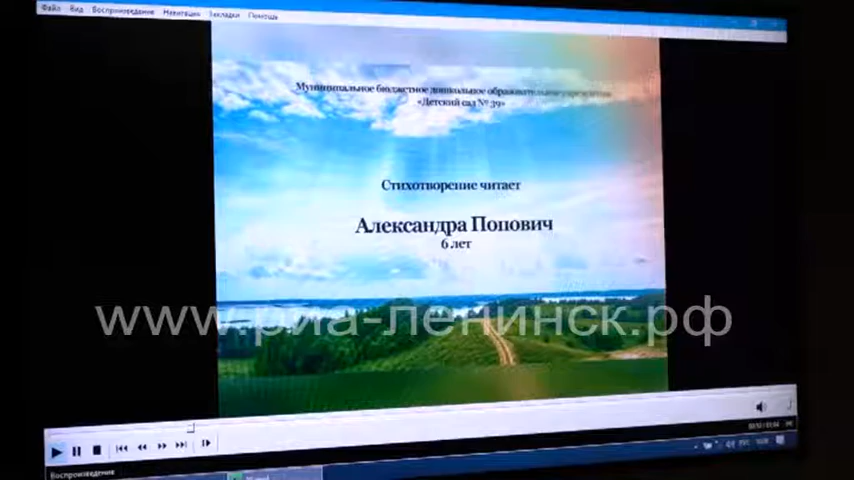 Файл Вид Воспроизведение Навигация Закладки Помощь
Муниципальное бюджетное дошкольное образовательное учреждение
«Детский сад № 39»
Стихотворение читает
Александра Попович
6 лет
www.риа-ленинск.рф
Воспроизведение